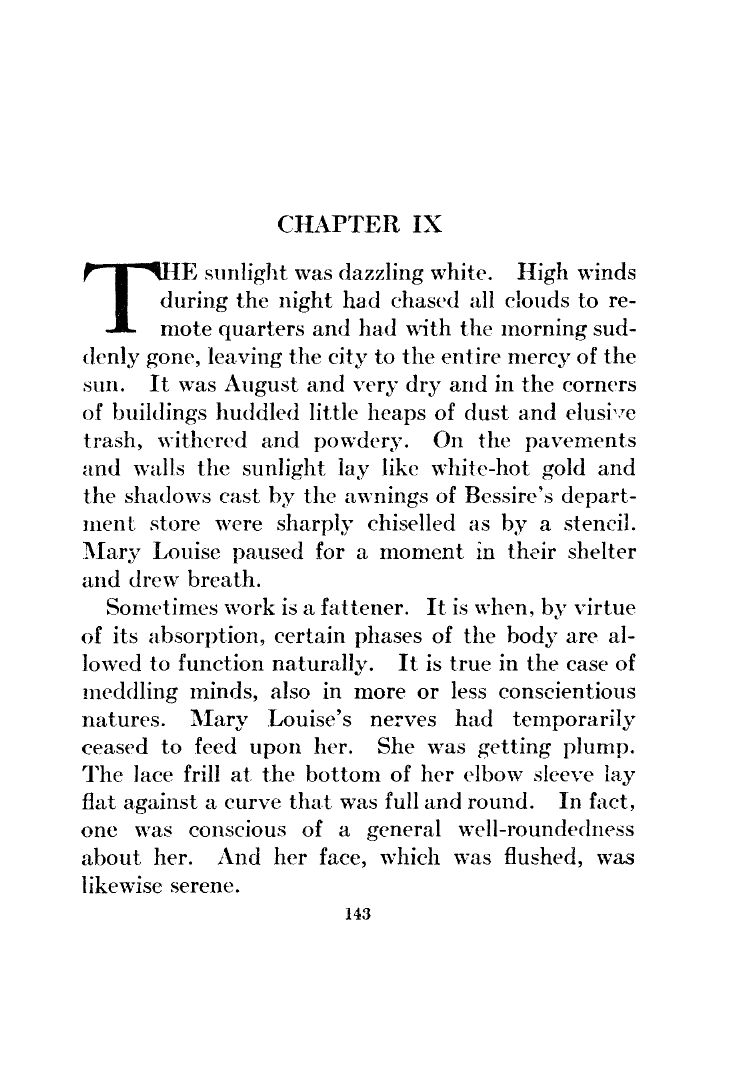 CHAPTER IX
THE sunlight was dazzling white. High winds
during the night had chased all clouds to re-
mote quarters and had with the morning sud-
denly gone, leaving the city to the entire mercy of the
sun. It was August and very dry and in the corners
of buildings huddled little heaps of dust and elusive
trash, withered and powdery. On the pavements
and walls the sunlight lay like white-hot gold and
the shadows cast by the awnings of Bessire's depart-
ment store were sharply chiselled as by a stencil.
Mary Louise paused for a moment in their shelter
and drew breath.
Sometimes work is a fattener. It is when, by virtue
of its absorption, certain phases of the body are al-
lowed to function naturally. It is true in the case of
meddling minds, also in more or less conscientious
natures. Mary Louise's nerves had temporarily
ceased to feed upon her. She was getting plump.
The lace frill at the bottom of her elbow sleeve lay
flat against a curve that was full and round. In fact,
one was conscious of a general well-roundedness
about her. And her face, which was flushed, was
likewise serene.
143